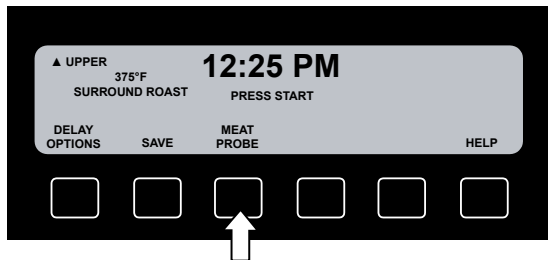 ▲ UPPER
12:25 PM
375°F
SURROUND ROAST
PRESS START
DELAY
OPTIONS
SAVE
MEAT
PROBE
HELP